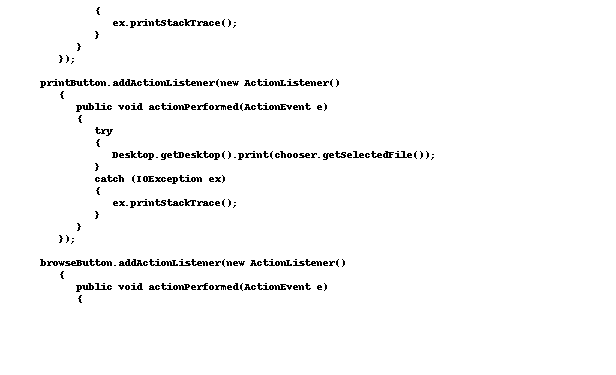 {
ex.printStackTrace();
}
}
});
printButton.addActionListener(new ActionListener()
{
public void actionPerformed(ActionEvent e)
{
try
{
Desktop.getDesktop().print(chooser.getSelectedFile());
}
catch (IOException ex)
{
ex.printStackTrace();
}
}
});
browseButton.addActionListener(new ActionListener()
{
public void actionPerformed(ActionEvent e)
{